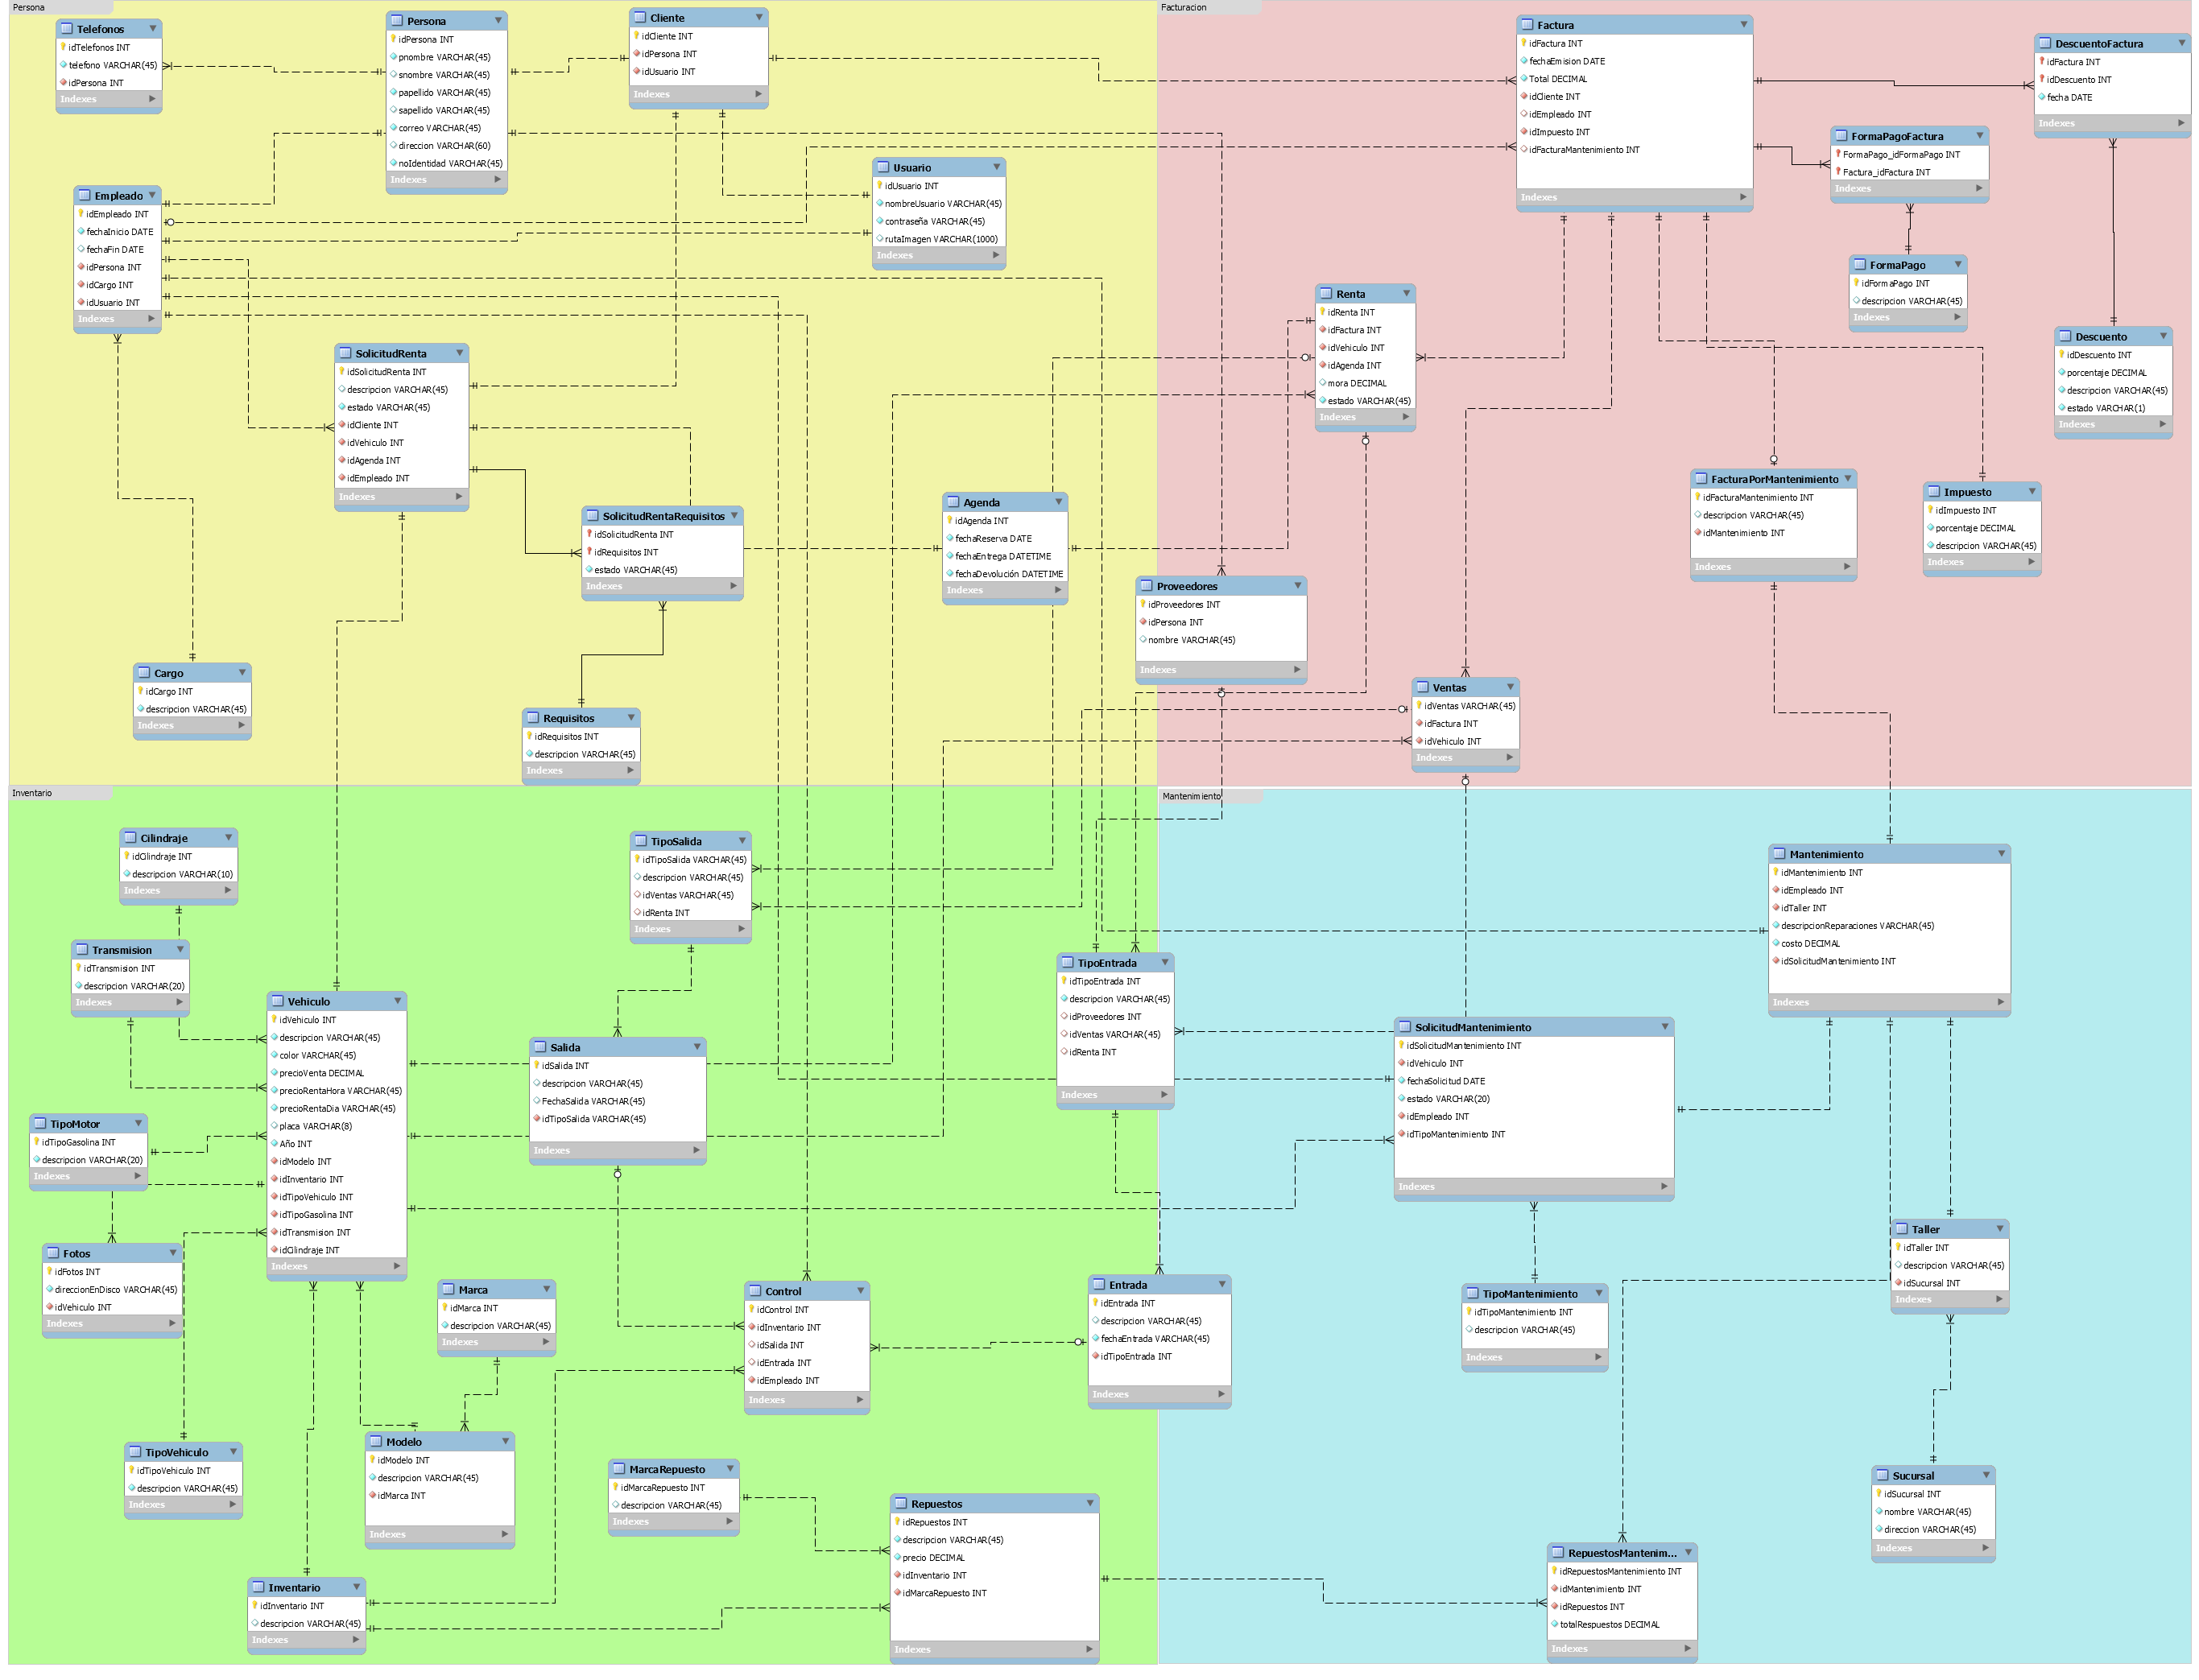 Persona
Telefonos
idTelefonos INT
telefono VARCHAR(45)
idPersona INT
Indexes
Persona
idPersona INT
pnombre VARCHAR(45)
snombre VARCHAR(45)
papellido VARCHAR(45)
sapellido VARCHAR(45)
correo VARCHAR(45)
direccion VARCHAR(60)
noIdentidad VARCHAR(45)
Indexes
Cliente
idCliente INT
idPersona INT
idUsuario INT
Indexes
Usuario
idUsuario INT
nombreUsuario VARCHAR(45)
contraseña VARCHAR(45)
rutaImagen VARCHAR(1000)
Indexes
Empleado
idEmpleado INT
fechaInicio DATE
fechaFin DATE
idPersona INT
idCargo INT
idUsuario INT
Indexes
SolicitudRenta
idSolicitudRenta INT
descripcion VARCHAR(45)
estado VARCHAR(45)
idCliente INT
idVehiculo INT
idAgenda INT
idEmpleado INT
Indexes
SolicitudRentaRequisitos
idSolicitudRenta INT
idRequisitos INT
estado VARCHAR(45)
Indexes
Agenda
idAgenda INT
fechaReserva DATE
fechaEntrega DATETIME
fechaDevolución DATETIME
Indexes
Cargo
idCargo INT
descripcion VARCHAR(45)
Indexes
Requisitos
idRequisitos INT
descripcion VARCHAR(45)
Indexes
Facturacion
Factura
idFactura INT
fechaEmision DATE
Total DECIMAL
idCliente INT
idEmpleado INT
idImpuesto INT
idFacturaMantenimiento INT
Indexes
DescuentoFactura
idFactura INT
idDescuento INT
fecha DATE
Indexes
FormaPagoFactura
FormaPago_idFormaPago INT
Factura_idFactura INT
Indexes
FormaPago
idFormaPago INT
descripcion VARCHAR(45)
Indexes
Descuento
idDescuento INT
porcentaje DECIMAL
descripcion VARCHAR(45)
estado VARCHAR(1)
Indexes
Renta
idRenta INT
idFactura INT
idVehiculo INT
idAgenda INT
mora DECIMAL
estado VARCHAR(45)
Indexes
FacturaPorMantenimiento
idFacturaMantenimiento INT
descripcion VARCHAR(45)
idMantenimiento INT
Indexes
Impuesto
idImpuesto INT
porcentaje DECIMAL
descripcion VARCHAR(45)
Indexes
Proveedores
idProveedores INT
idPersona INT
nombre VARCHAR(45)
Indexes
Ventas
idVentas VARCHAR(45)
idFactura INT
idVehiculo INT
Indexes
Inventario
Cilindraje
idCilindraje INT
descripcion VARCHAR(10)
Indexes
Transmision
idTransmision INT
descripcion VARCHAR(20)
Indexes
TipoMotor
idTipoGasolina INT
descripcion VARCHAR(20)
Indexes
Fotos
idFotos INT
direccionEnDisco VARCHAR(45)
idVehiculo INT
Indexes
TipoVehiculo
idTipoVehiculo INT
descripcion VARCHAR(45)
Indexes
Vehiculo
idVehiculo INT
descripcion VARCHAR(45)
color VARCHAR(45)
precioVenta DECIMAL
precioRentaHora VARCHAR(45)
precioRentaDia VARCHAR(45)
placa VARCHAR(8)
Año INT
idModelo INT
idInventario INT
idTipoVehiculo INT
idTipoGasolina INT
idTransmision INT
idCilindraje INT
Indexes
TipoSalida
idTipoSalida VARCHAR(45)
descripcion VARCHAR(45)
idVentas VARCHAR(45)
idRenta INT
Indexes
Salida
idSalida INT
descripcion VARCHAR(45)
FechaSalida VARCHAR(45)
idTipoSalida VARCHAR(45)
Indexes
TipoEntrada
idTipoEntrada INT
descripcion VARCHAR(45)
idProveedores INT
idVentas VARCHAR(45)
idRenta INT
Indexes
Marca
idMarca INT
descripcion VARCHAR(45)
Indexes
Control
idControl INT
idInventario INT
idSalida INT
idEntrada INT
idEmpleado INT
Indexes
Entrada
idEntrada INT
descripcion VARCHAR(45)
fechaEntrada VARCHAR(45)
idTipoEntrada INT
Indexes
Modelo
idModelo INT
descripcion VARCHAR(45)
idMarca INT
Indexes
MarcaRepuesto
idMarcaRepuesto INT
descripcion VARCHAR(45)
Indexes
Repuestos
idRepuestos INT
descripcion VARCHAR(45)
precio DECIMAL
idInventario INT
idMarcaRepuesto INT
Indexes
Inventario
idInventario INT
descripcion VARCHAR(45)
Indexes
Mantenimiento
Mantenimiento
idMantenimiento INT
idEmpleado INT
idTaller INT
descripcionReparaciones VARCHAR(45)
costo DECIMAL
idSolicitudMantenimiento INT
Indexes
SolicitudMantenimiento
idSolicitudMantenimiento INT
idVehiculo INT
fechaSolicitud DATE
estado VARCHAR(20)
idEmpleado INT
idTipoMantenimiento INT
Indexes
Taller
idTaller INT
descripcion VARCHAR(45)
idSucursal INT
Indexes
TipoMantenimiento
idTipoMantenimiento INT
descripcion VARCHAR(45)
Indexes
Sucursal
idSucursal INT
nombre VARCHAR(45)
direccion VARCHAR(45)
Indexes
RepuestosMantenim...
idRepuestosMantenimiento INT
idMantenimiento INT
idRepuestos INT
totalRespuestos DECIMAL
Indexes